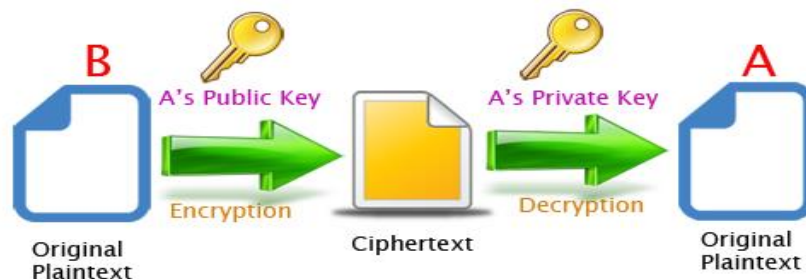 B
A
A's Public Key
A's Private Key
Encryption
Decryption
Original
Plaintext
Ciphertext
Original
Plaintext